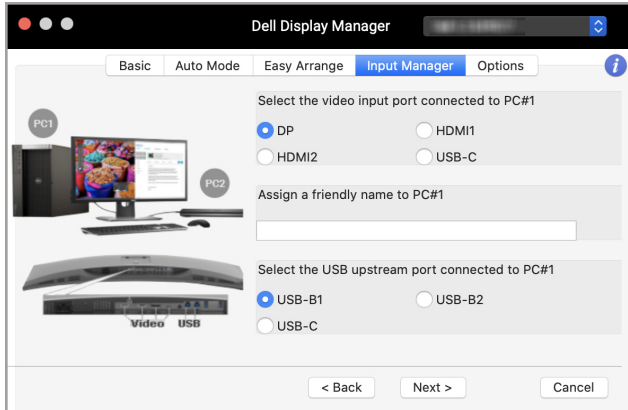 Dell Display Manager
Basic Auto Mode Easy Arrange Input Manager Options i
Select the video input port connected to PC#1
PC1
DP HDMI1
HDMI2 USB-C
PC2
Assign a friendly name to PC#1
Select the USB upstream port connected to PC#1
USB-B1 USB-B2
Video USB
USB-C
< Back Next > Cancel